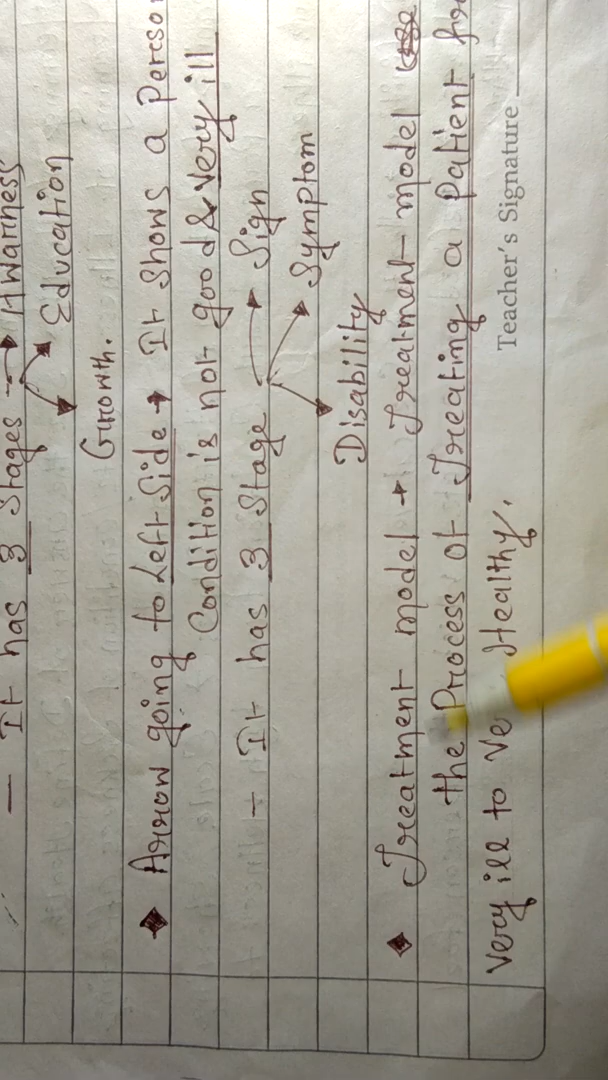 — It has 3 Stages → Awarness
Education
Growth.
Arrow going to Left Side → It Shows a Person
Condition is not good & Very ill
– It has 3 Stage → Sign
Symptom
Disability
Treatment model → Treatment model
the Process of Treating a Patient
Very ill to Healthy.
Teacher's Signature